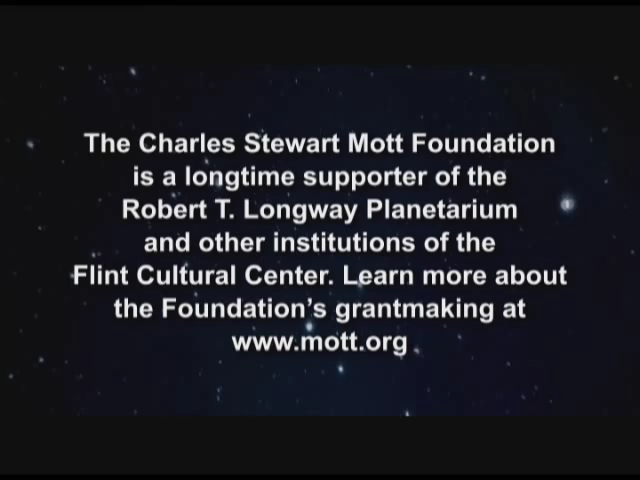 The Charles Stewart Mott Foundation
is a longtime supporter of the
Robert T. Longway Planetarium
and other institutions of the
Flint Cultural Center. Learn more about
the Foundation’s grantmaking at
www.mott.org